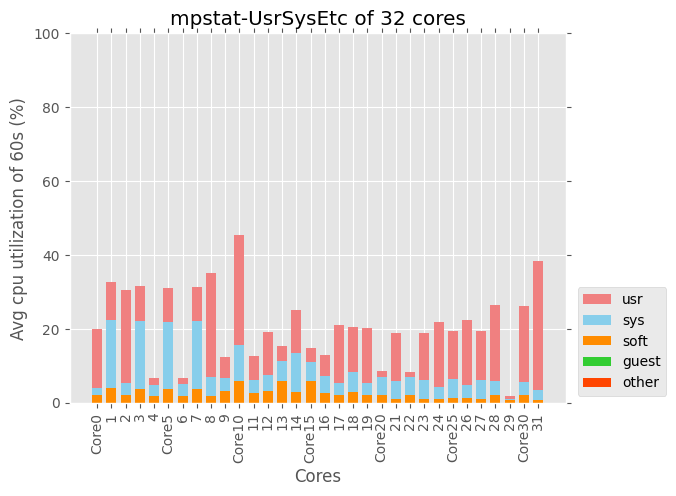 mpstat-UsrSysEtc of 32 cores
Avg cpu utilization of 60s (%)
100
80
60
40
20
0
Core0
1
2
3
4
Core5
6
7
8
9
Core10
11
12
13
14
Core15
16
17
18
19
Core20
21
22
23
24
Core25
26
27
28
29
Core30
31
Cores
usr
sys
soft
guest
other